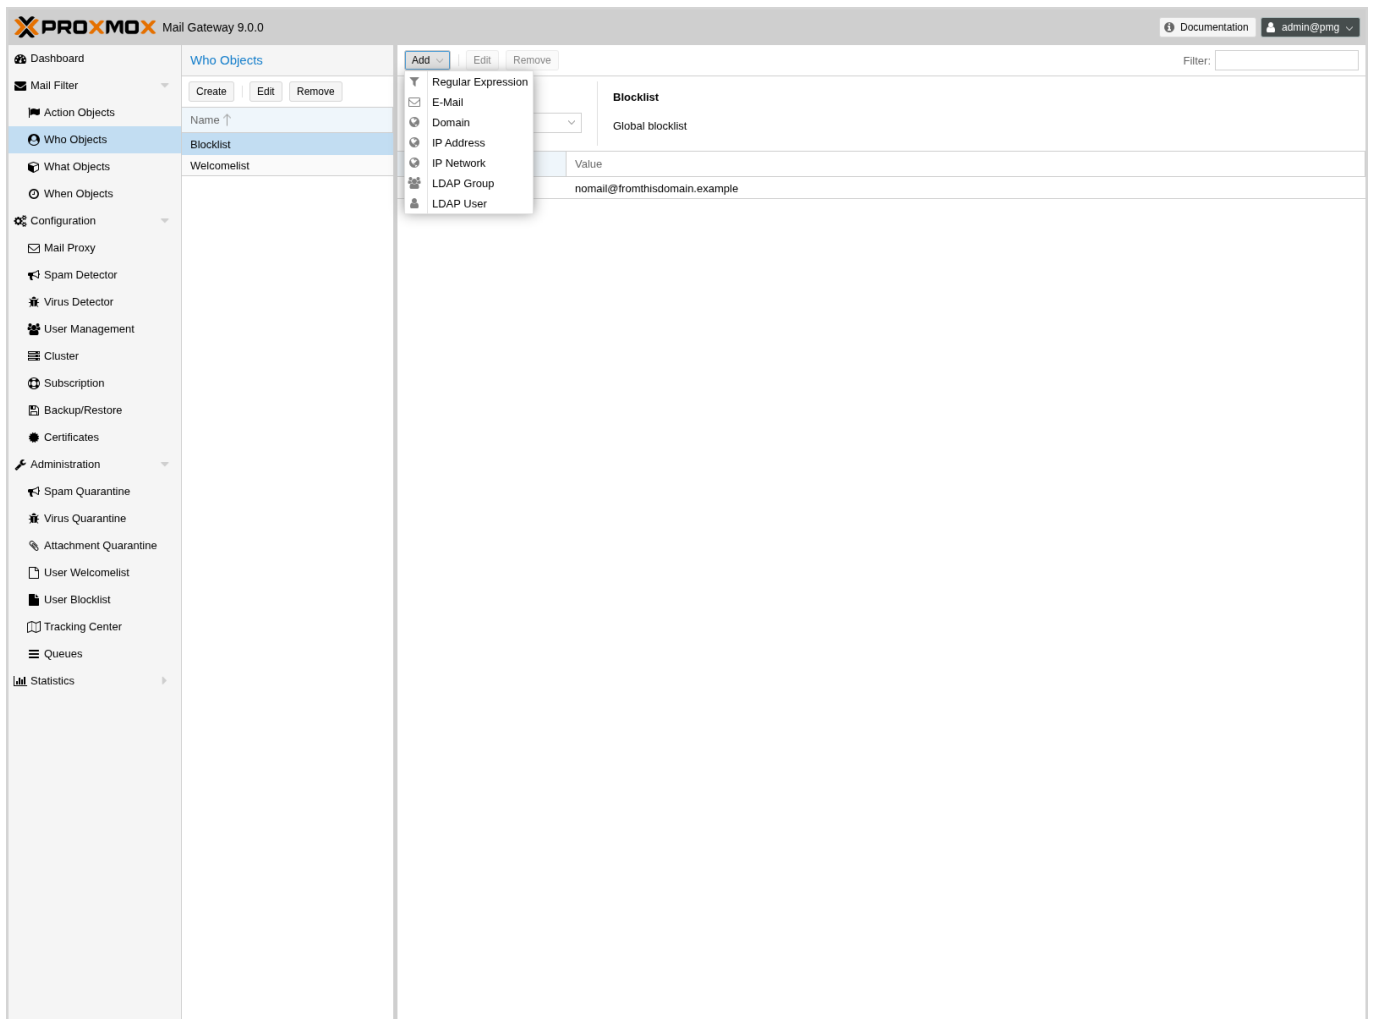 PROXMOX Mail Gateway 9.0.0
Documentation
admin@pmg
Dashboard
Mail Filter
Action Objects
Who Objects
What Objects
When Objects
Configuration
Mail Proxy
Spam Detector
Virus Detector
User Management
Cluster
Subscription
Backup/Restore
Certificates
Administration
Spam Quarantine
Virus Quarantine
Attachment Quarantine
User Welcomelist
User Blocklist
Tracking Center
Queues
Statistics
Who Objects
Create
Edit
Remove
Name
Blocklist
Welcomelist
Add
Edit
Remove
Filter:
Regular Expression
E-Mail
Domain
IP Address
IP Network
LDAP Group
LDAP User
Blocklist
Global blocklist
Value
nomail@fromthisdomain.example